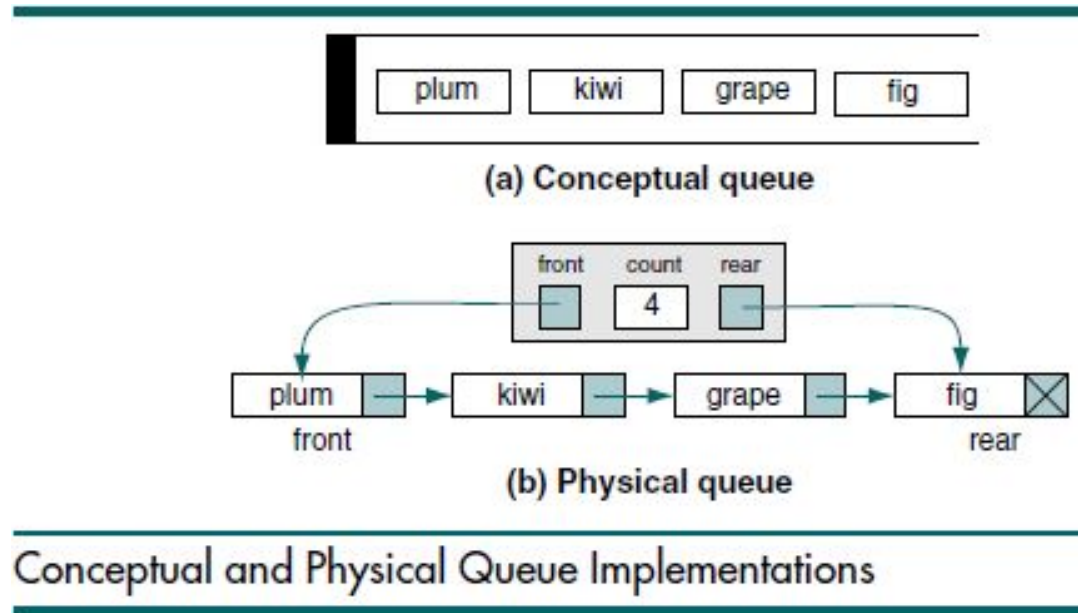 plum kiwi grape fig
(a) Conceptual queue
front count rear
4
plum kiwi grape fig
front rear
(b) Physical queue
Conceptual and Physical Queue Implementations